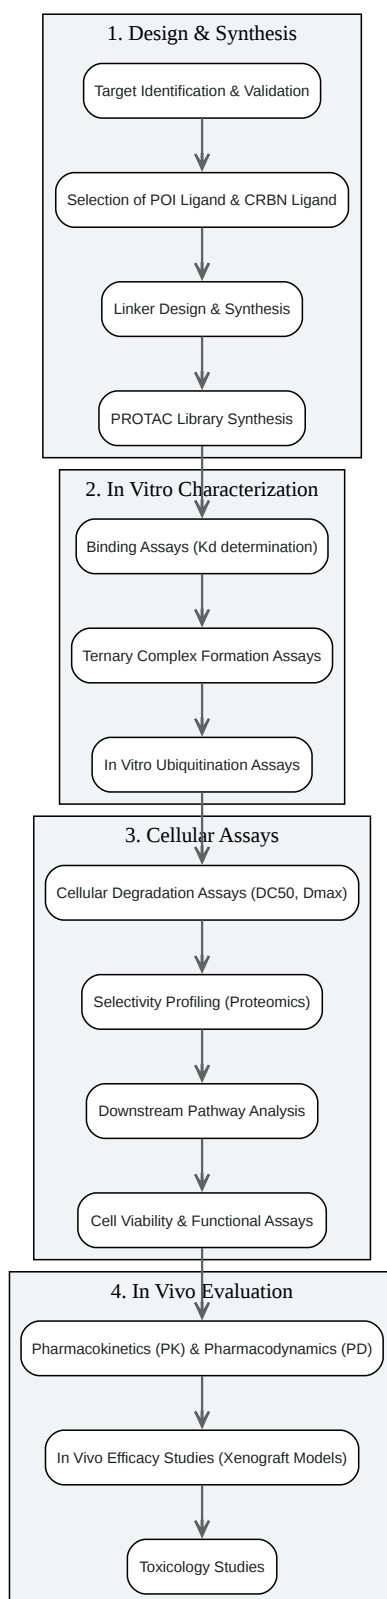 1. Design & Synthesis
Target Identification & Validation
Selection of POI Ligand & CRBN Ligand
Linker Design & Synthesis
PROTAC Library Synthesis
2. In Vitro Characterization
Binding Assays (Kd determination)
Ternary Complex Formation Assays
In Vitro Ubiquitination Assays
3. Cellular Assays
Cellular Degradation Assays (DC50, Dmax)
Selectivity Profiling (Proteomics)
Downstream Pathway Analysis
Cell Viability & Functional Assays
4. In Vivo Evaluation
Pharmacokinetics (PK) & Pharmacodynamics (PD)
In Vivo Efficacy Studies (Xenograft Models)
Toxicology Studies